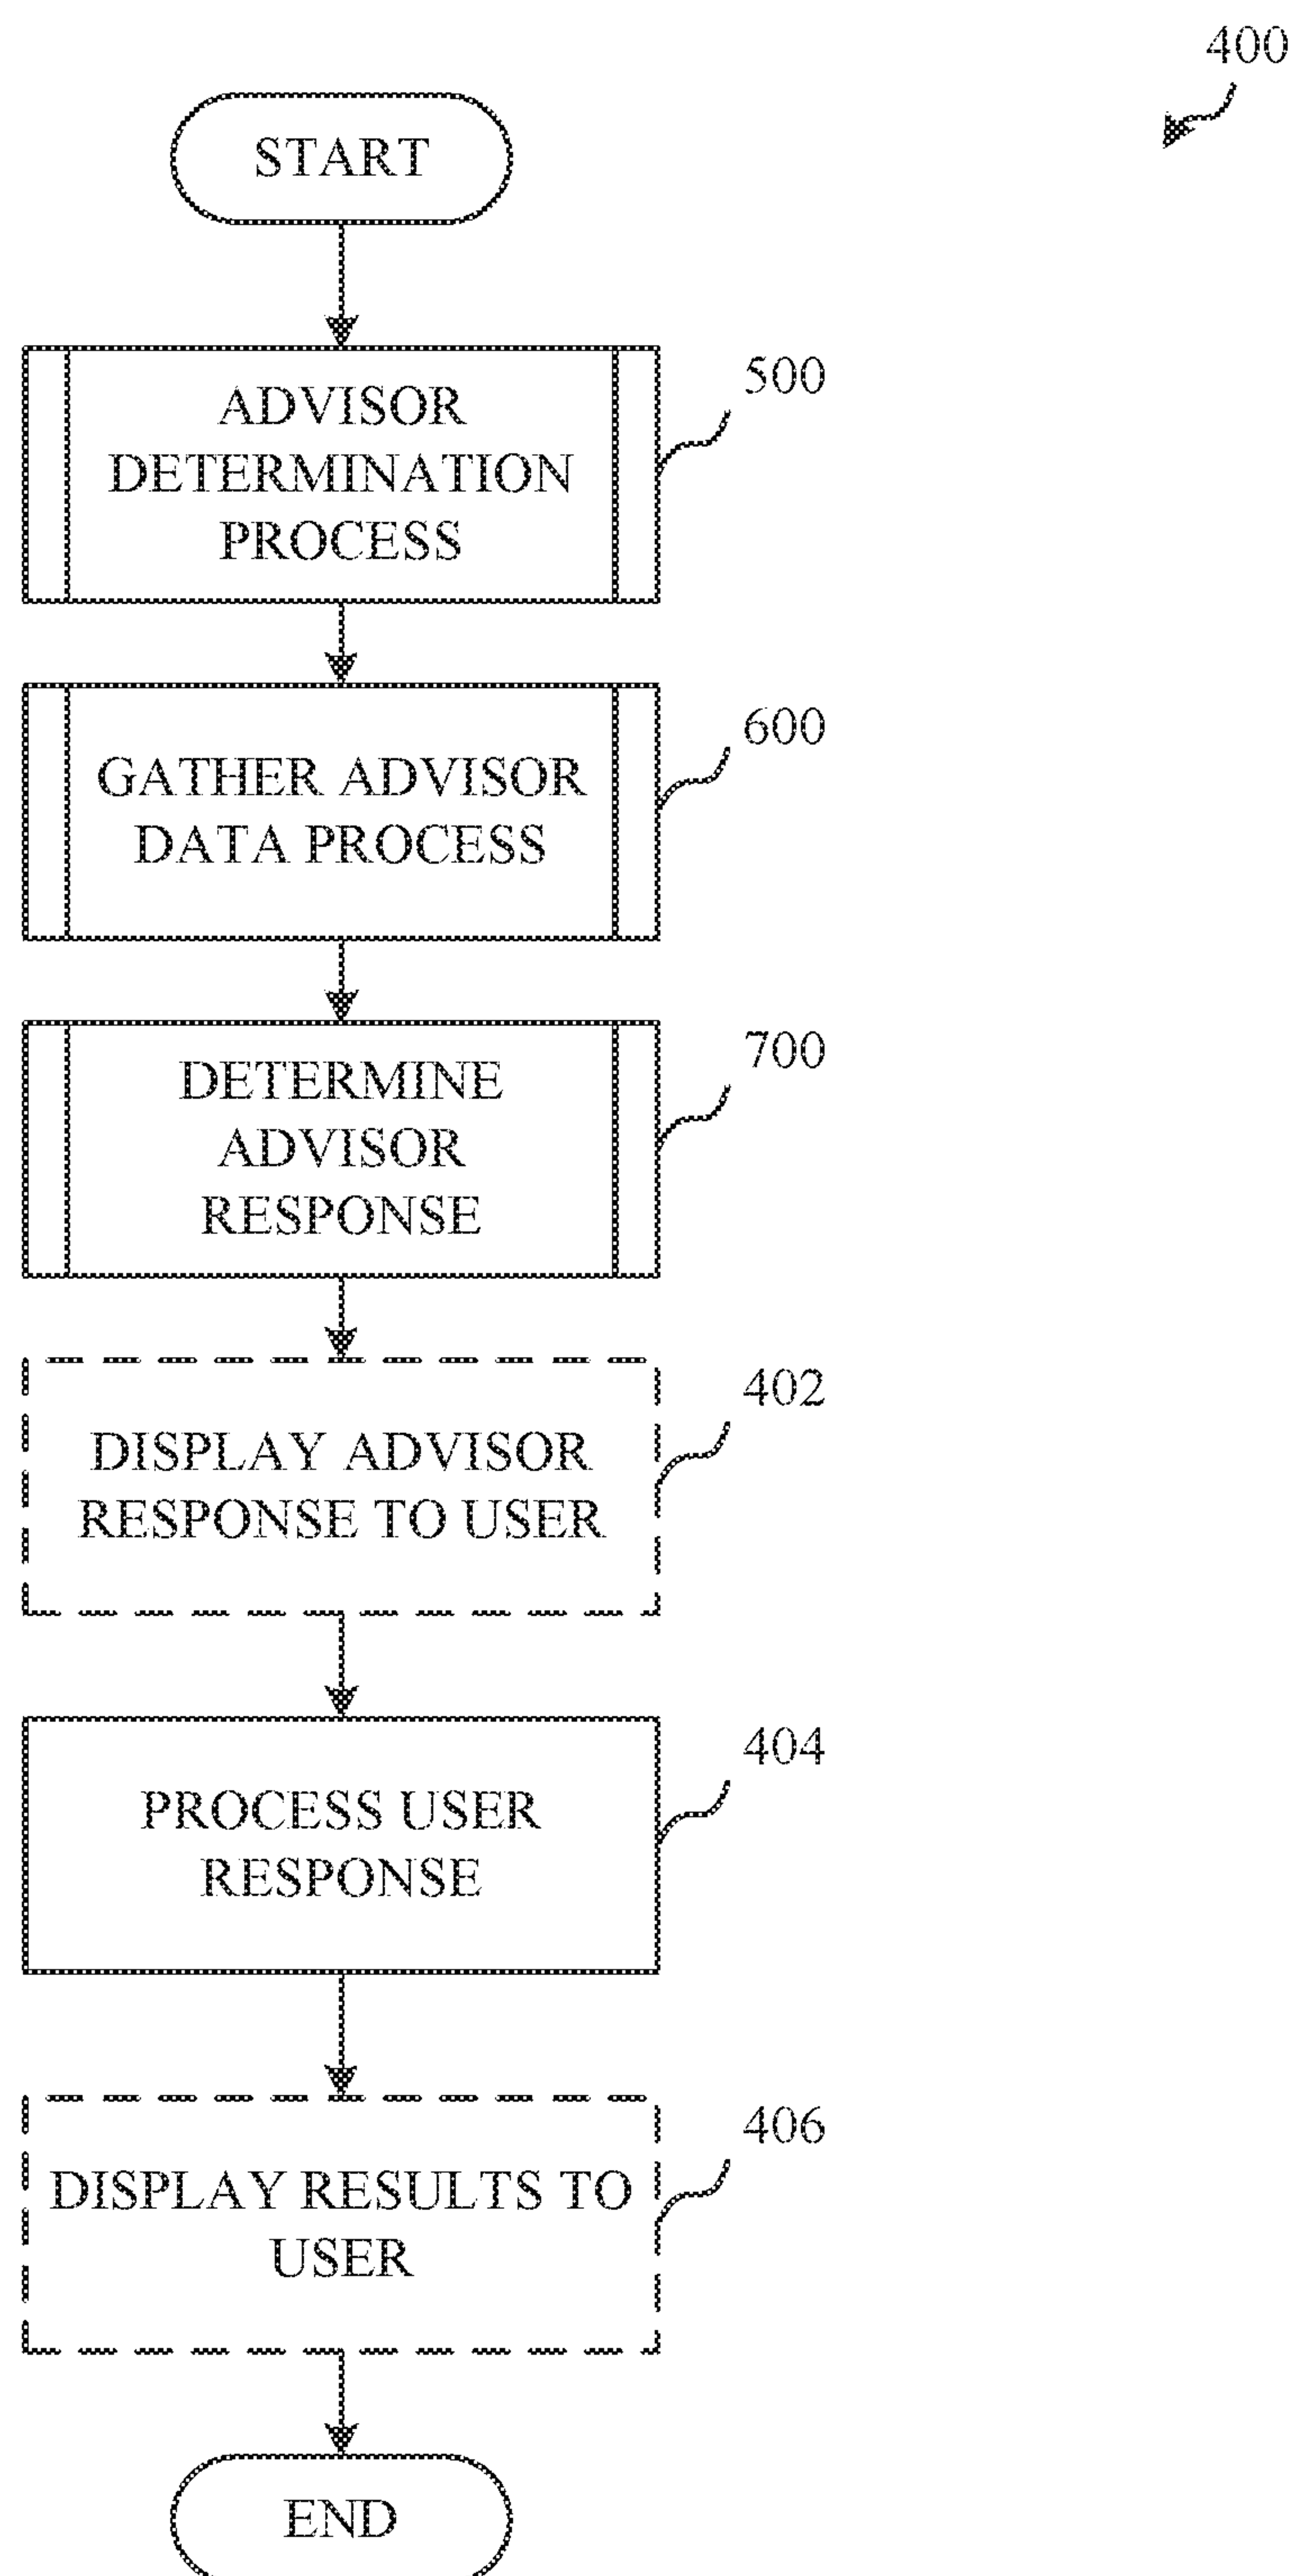 400
START
500
ADVISOR
DETERMINATION
PROCESS
600
GATHER ADVISOR
DATA PROCESS
700
DETERMINE
ADVISOR
RESPONSE
402
DISPLAY ADVISOR
RESPONSE TO USER
404
PROCESS USER
RESPONSE
406
DISPLAY RESULTS TO
USER
END